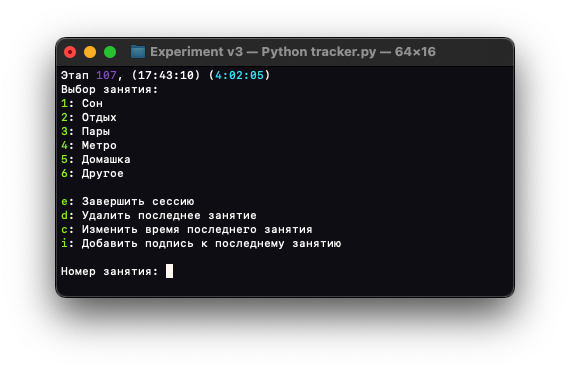 Experiment v3 — Python tracker.py — 64×16
Этап 107, (17:43:10) (4:02:05)
Выбор занятия:
1: Сон
2: Отдых
3: Пары
4: Метро
5: Домашка
6: Другое
e: Завершить сессию
d: Удалить последнее занятие
c: Изменить время последнего занятия
i: Добавить подпись к последнему занятию
Номер занятия: